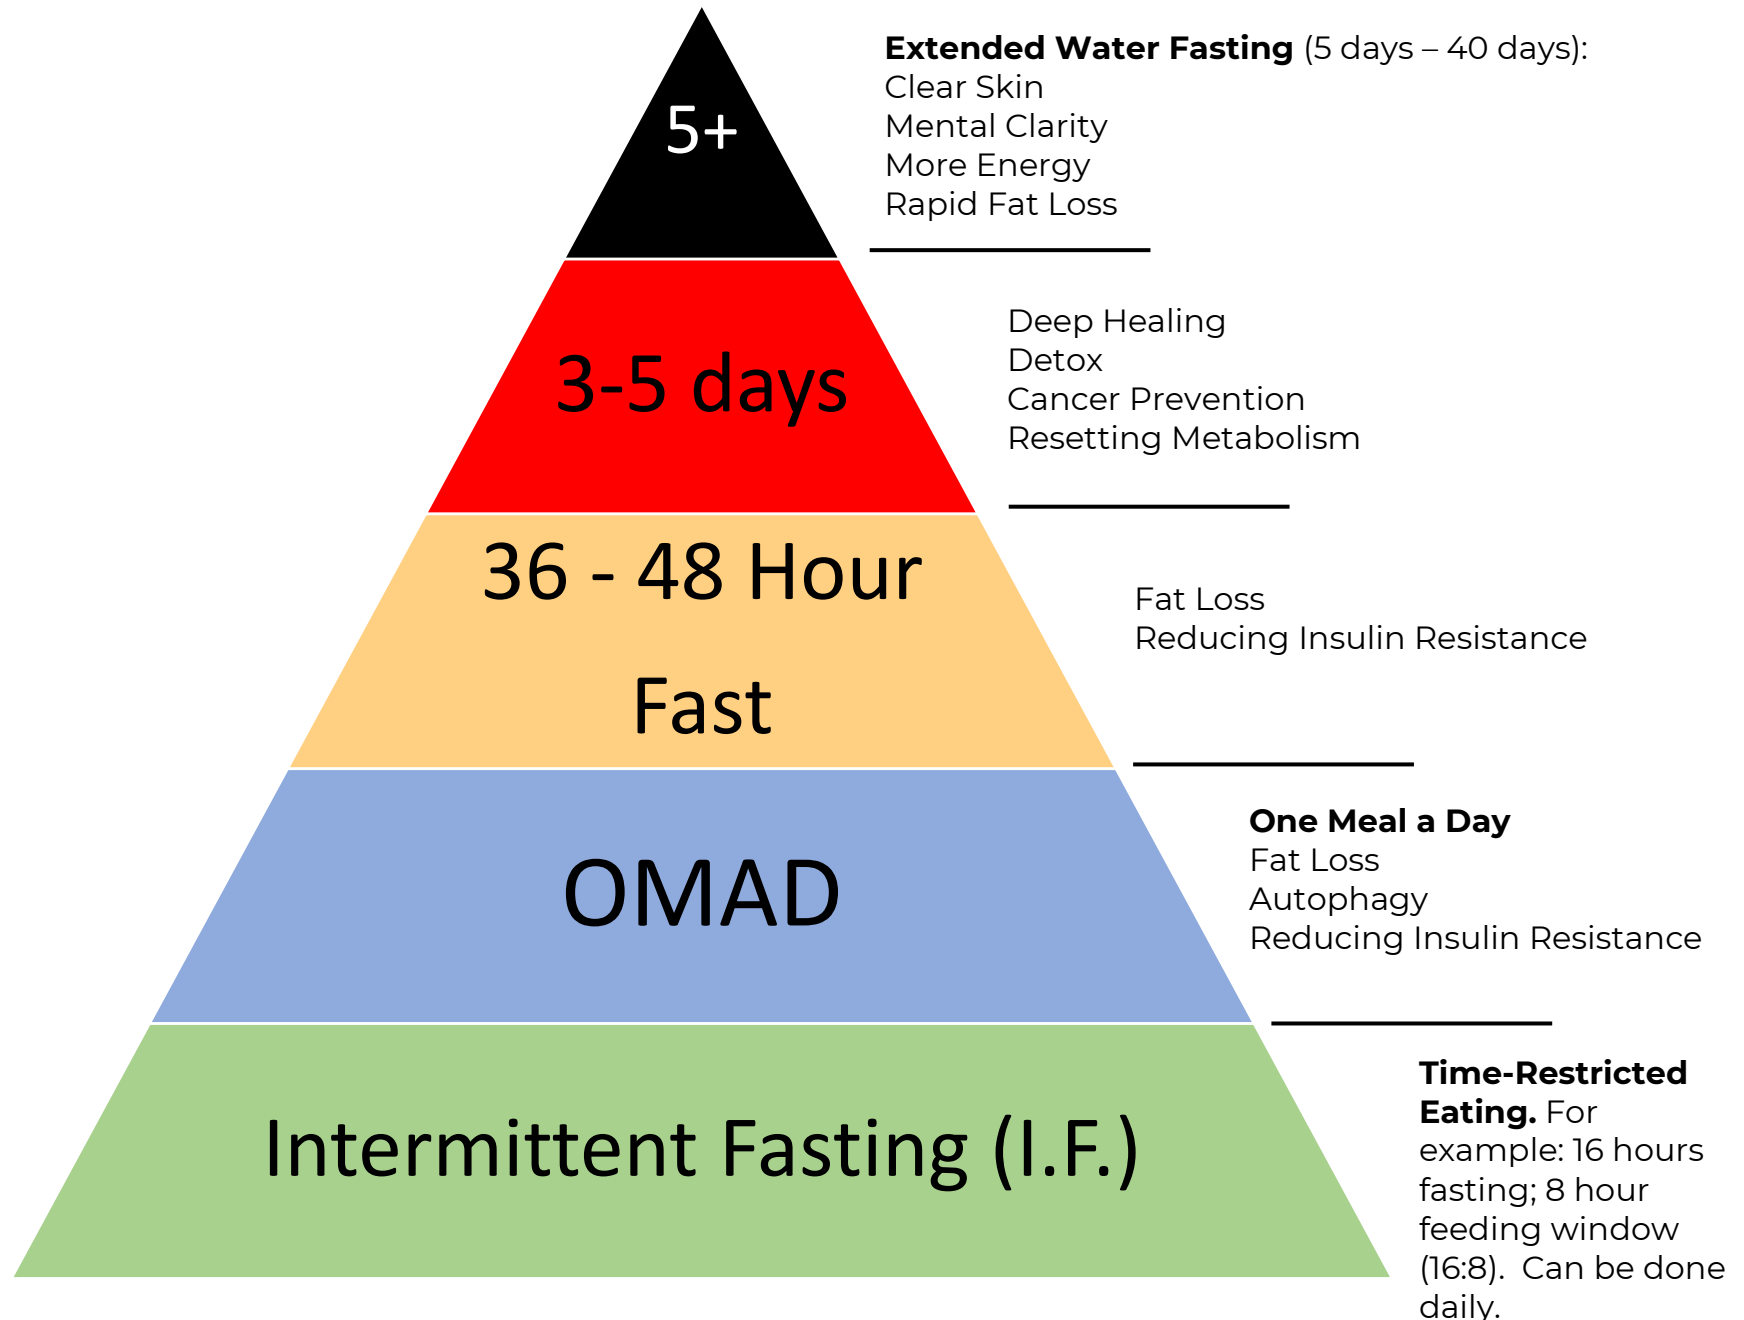 5+
Extended Water Fasting (5 days – 40 days):
Clear Skin
Mental Clarity
More Energy
Rapid Fat Loss
3-5 days
Deep Healing
Detox
Cancer Prevention
Resetting Metabolism
36 - 48 Hour
Fast
Fat Loss
Reducing Insulin Resistance
OMAD
One Meal a Day
Fat Loss
Autophagy
Reducing Insulin Resistance
Intermittent Fasting (I.F.)
Time-Restricted
Eating. For
example: 16 hours
fasting; 8 hour
feeding window
(16:8).  Can be done
daily.